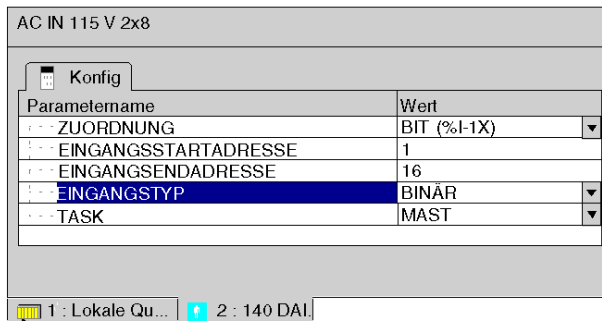 AC IN 115 V 2x8
Konfig
Parametername Wert
ZUORDNUNG BIT (%I-1X)
EINGANGSSTARTADRESSE 1
EINGANGSENDADRESSE 16
EINGANGSTYP BINÄR
TASK MAST
1 : Lokale Qu... 2 : 140 DAI.